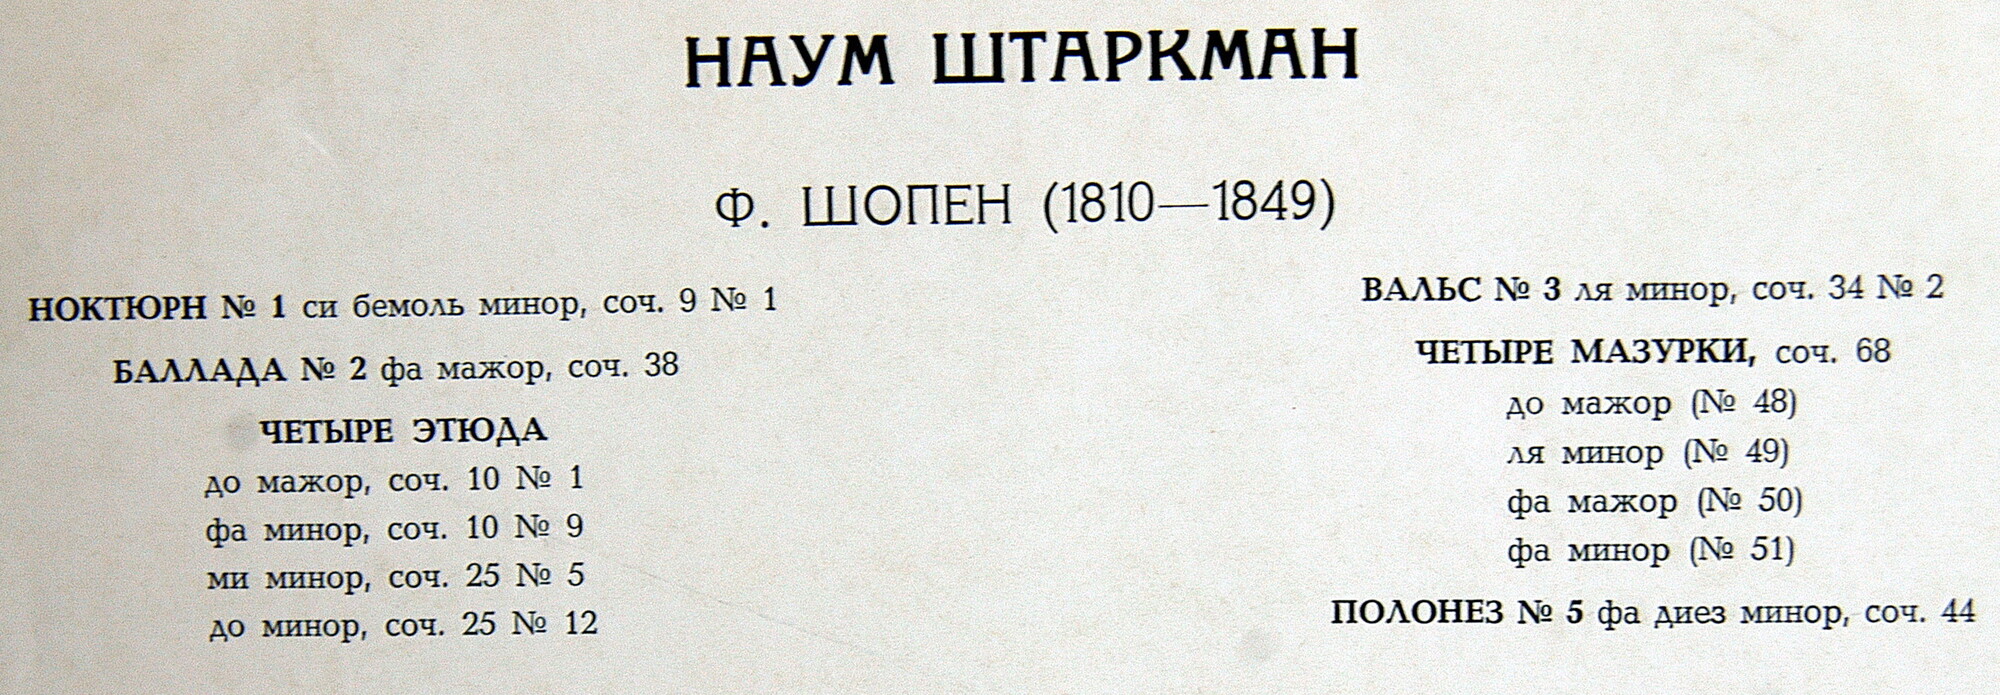 НАУМ ШТАРКМАН
Ф. ШОПЕН (1810—1849)
НОКТЮРН № 1 си бемоль минор, соч. 9 № 1
БАЛЛАДА № 2 фа мажор, соч. 38
ЧЕТЫРЕ ЭТЮДА
до мажор, соч. 10 № 1
фа минор, соч. 10 № 9
ми минор, соч. 25 № 5
до минор, соч. 25 № 12
ВАЛЬС № 3 ля минор, соч. 34 № 2
ЧЕТЫРЕ МАЗУРКИ, соч. 68
до мажор (№ 48)
ля минор (№ 49)
фа мажор (№ 50)
фа минор (№ 51)
ПОЛОНЕЗ № 5 фа диез минор, соч. 44